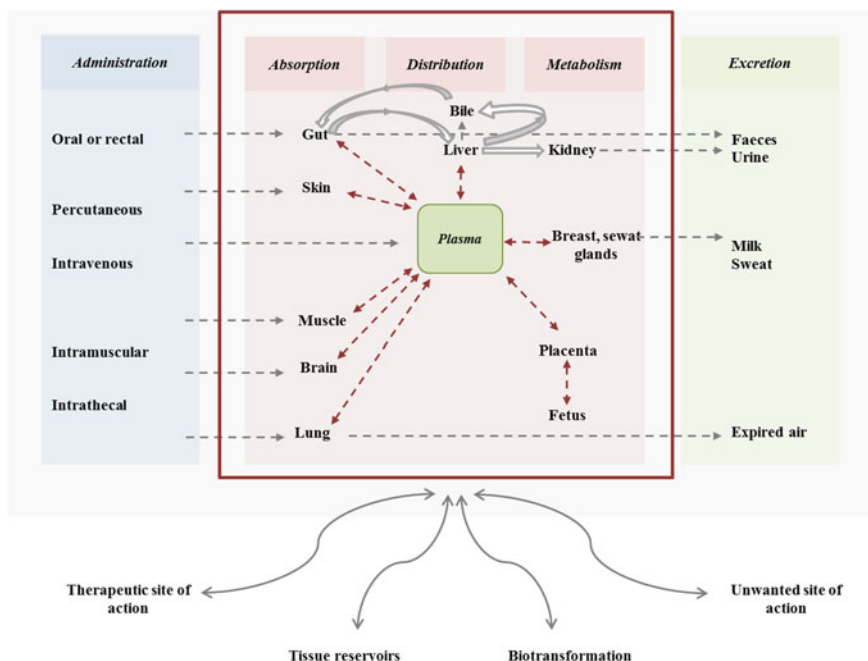 Administration
Absorption
Distribution
Metabolism
Excretion
Oral or rectal
Percutaneous
Intravenous
Intramuscular
Intrathecal
Gut
Skin
Muscle
Brain
Lung
Bile
Liver
Kidney
Plasma
Breast, sewat
glands
Placenta
Fetus
Faeces
Urine
Milk
Sweat
Expired air
Therapeutic site of
action
Tissue reservoirs
Biotransformation
Unwanted site of
action